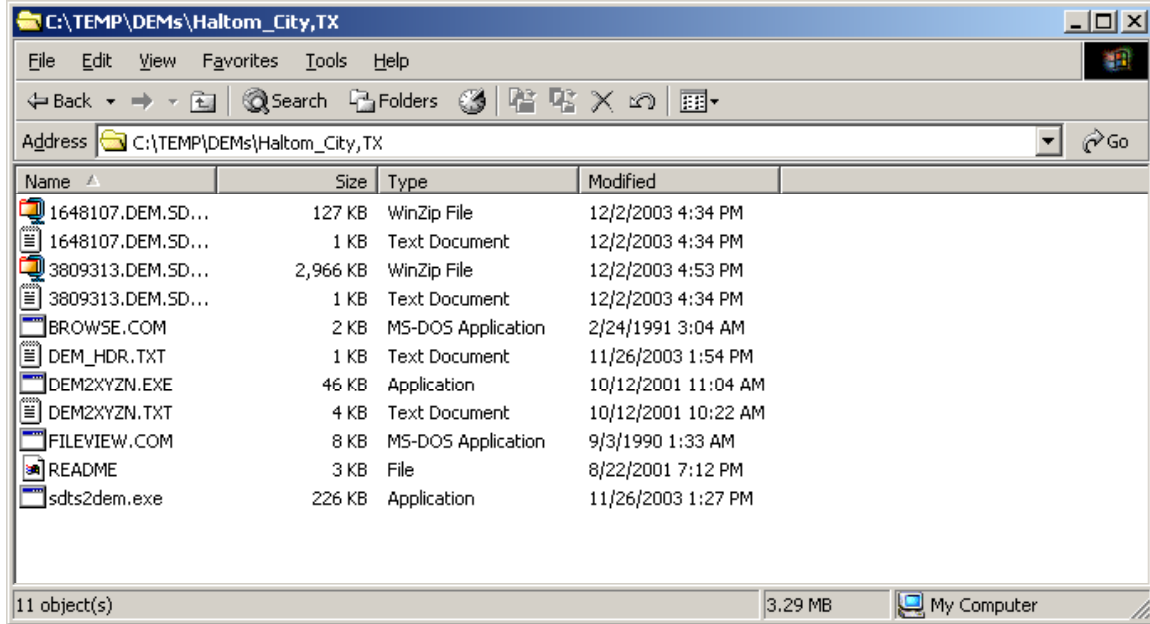 C:\TEMP\DEMs\Haltom_City,TX
File Edit View Favorites Tools Help
Back Search Folders
Address C:\TEMP\DEMs\Haltom_City,TX Go
Name Size Type Modified
1648107.DEM.SD... 127 KB WinZip File 12/2/2003 4:34 PM
1648107.DEM.SD... 1 KB Text Document 12/2/2003 4:34 PM
3809313.DEM.SD... 2,966 KB WinZip File 12/2/2003 4:53 PM
3809313.DEM.SD... 1 KB Text Document 12/2/2003 4:34 PM
BROWSE.COM 2 KB MS-DOS Application 2/24/1991 3:04 AM
DEM_HDR.TXT 1 KB Text Document 11/26/2003 1:54 PM
DEM2XYZN.EXE 46 KB Application 10/12/2001 11:04 AM
DEM2XYZN.TXT 4 KB Text Document 10/12/2001 10:22 AM
FILEVIEW.COM 8 KB MS-DOS Application 9/3/1990 1:33 AM
README 3 KB File 8/22/2001 7:12 PM
sdts2dem.exe 226 KB Application 11/26/2003 1:27 PM
11 object(s) 3.29 MB My Computer